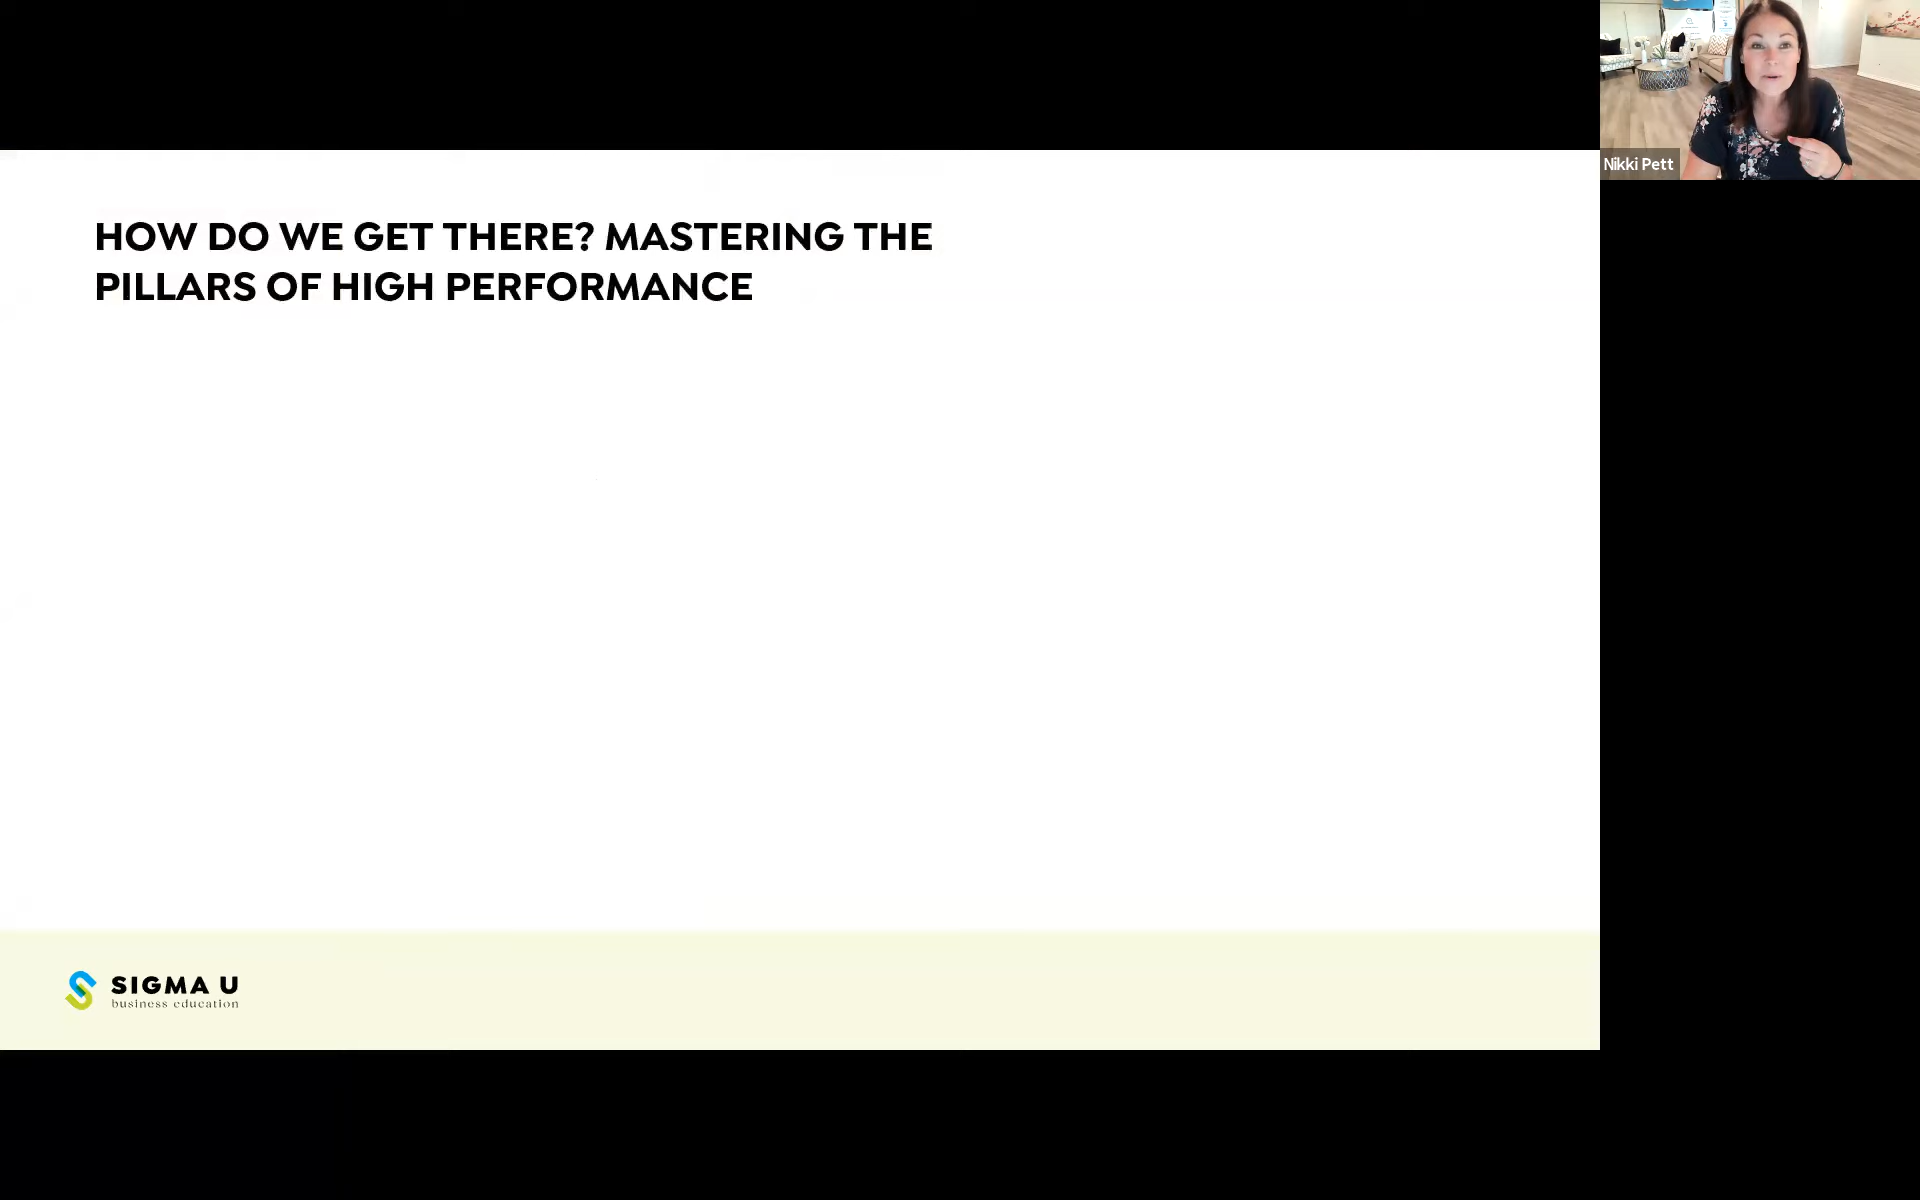 Nikki Pett
HOW DO WE GET THERE? MASTERING THE
PILLARS OF HIGH PERFORMANCE
SIGMA U
business education